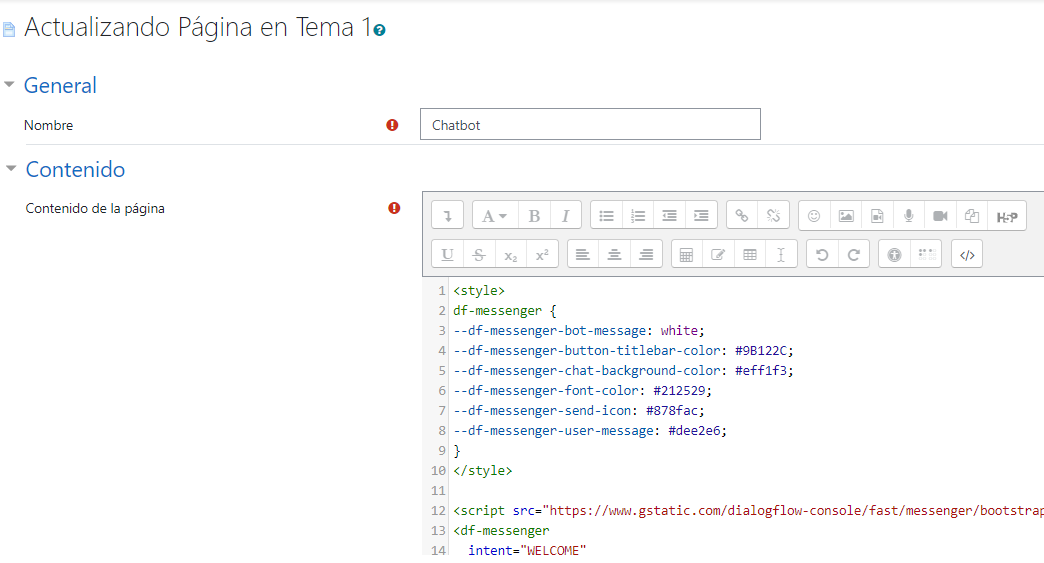 Actualizando Página en Tema 1
General
Nombre
Chatbot
Contenido
Contenido de la página
A B I H5P
U S x₂ x²
1 <style>
2 df-messenger {
3 --df-messenger-bot-message: white;
4 --df-messenger-button-titlebar-color: #9B122C;
5 --df-messenger-chat-background-color: #eff1f3;
6 --df-messenger-font-color: #212529;
7 --df-messenger-send-icon: #878fac;
8 --df-messenger-user-message: #dee2e6;
9 }
10 </style>
11
12 <script src="https://www.gstatic.com/dialogflow-console/fast/messenger/bootstrap
13 <df-messenger
14 intent="WELCOME"